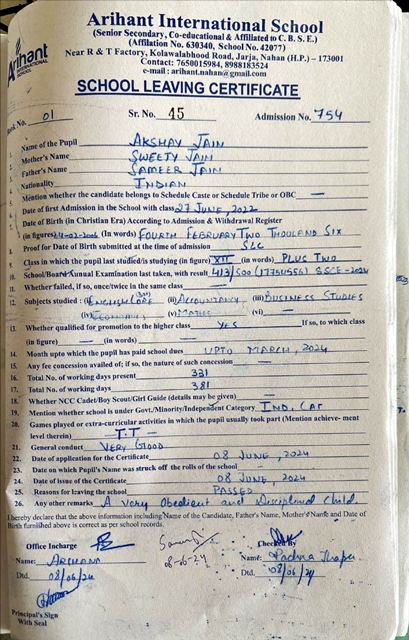 Arihant International School
(Senior Secondary, Co-educational & Affiliated to C. B. S. E.)
(Affilation No. 630340, School No. 42077)
Near R & T Factory, Kolawalabhood Road, Jarja, Nahan (H.P.) – 173001
Contact: 7650015984, 8988183524
e-mail : arihant.nahan@gmail.com
Arihant
INTERNATIONAL SCHOOL
SCHOOL LEAVING CERTIFICATE
Book No. 01 Sr. No. 45 Admission No. 754
1. Name of the Pupil AKSHAY JAIN
2. Mother's Name SWEETY JAIN
3. Father's Name SAMEER JAIN
4. Nationality INDIAN
5. Mention whether the candidate belongs to Schedule Caste or Schedule Tribe or OBC —
6. Date of first Admission in the School with class 27 JUNE, 2022
7. Date of Birth (in Christian Era) According to Admission & Withdrawal Register
(in figures) 4-02-2006 (In words) FOURTH FEBRUARY TWO THOUSAND SIX
8. Proof for Date of Birth submitted at the time of admission SLC
9. Class in which the pupil last studied/is studying (in figure) XII (in words) PLUS TWO
10. School/Board Annual Examination last taken, with result 413/500 (17730556) SSCE-2024
11. Whether failed, if so, once/twice in the same class —
12. Subjects studied : (i) ENGLISH CORE (ii) ACCOUNTANCY (iii) BUSINESS STUDIES
(iv) ECONOMICS (v) MATHS (vi) —
13. Whether qualified for promotion to the higher class YES If so, to which class
(in figure) — (in words) —
14. Month upto which the pupil has paid school dues UPTO MARCH, 2024
15. Any fee concession availed of; if so, the nature of such concession —
16. Total No. of working days present 331
17. Total No. of working days 381
18. Whether NCC Cadet/Boy Scout/Girl Guide (details may be given) —
19. Mention whether school is under Govt./Minority/Independent Category IND. CAT
20. Games played or extra-curricular activities in which the pupil usually took part (Mention achieve- ment
level therein) T.T –
21. General conduct VERY GOOD
22. Date of application for the Certificate 08 JUNE, 2024
23. Date on which Pupil's Name was struck off the rolls of the school —
24. Date of issue of the Certificate 08 JUNE, 2024
25. Reasons for leaving the school PASSED
26. Any other remarks A Very Obedient and Disciplined Child
I hereby declare that the above information including Name of the Candidate, Father's Name, Mother's Name and Date of
Birth furnished above is correct as per school records.
Office Incharge Checked By
Name: ARCHANA 8-6-24 Name: Padma Thapa
Dtd. 08/06/24 Dtd. 08/06/24
Principal's Sign
With Seal